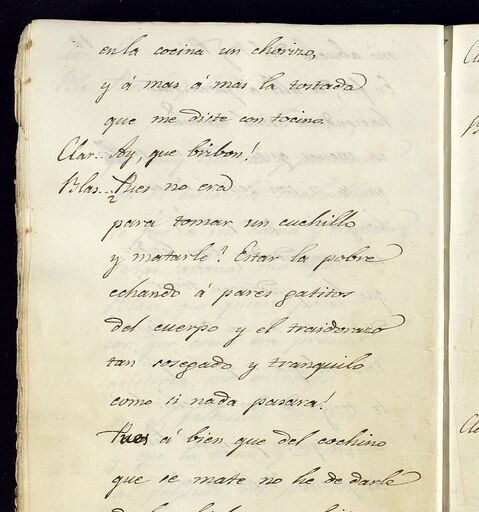 en la cocina un chorizo,
y á mas á mas la tostada
que me diste con tocino.
Clar.. Ay, que bribon!
Blas.. ¿Pues no era
para tomar un cuchillo
y matarle? Estar la pobre
echando á pares gatitos
del cuerpo y el traidorazo
tan sosegado y tranquilo
como si nada pasara!
Pues á bien que del cochino
que se mate no he de darle